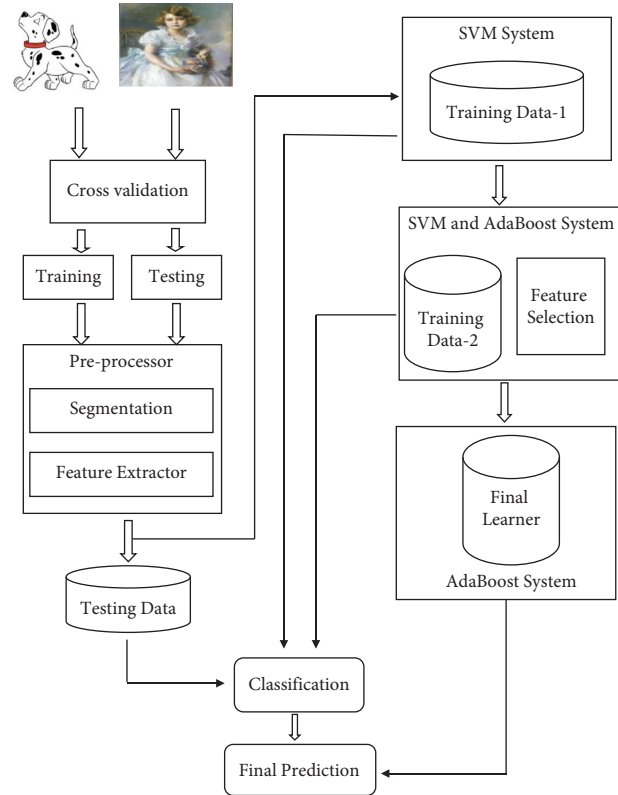 Cross validation
Training
Testing
Pre-processor
Segmentation
Feature Extractor
Testing Data
SVM System
Training Data-1
SVM and AdaBoost System
Training
Data-2
Feature
Selection
Final
Learner
AdaBoost System
Classification
Final Prediction